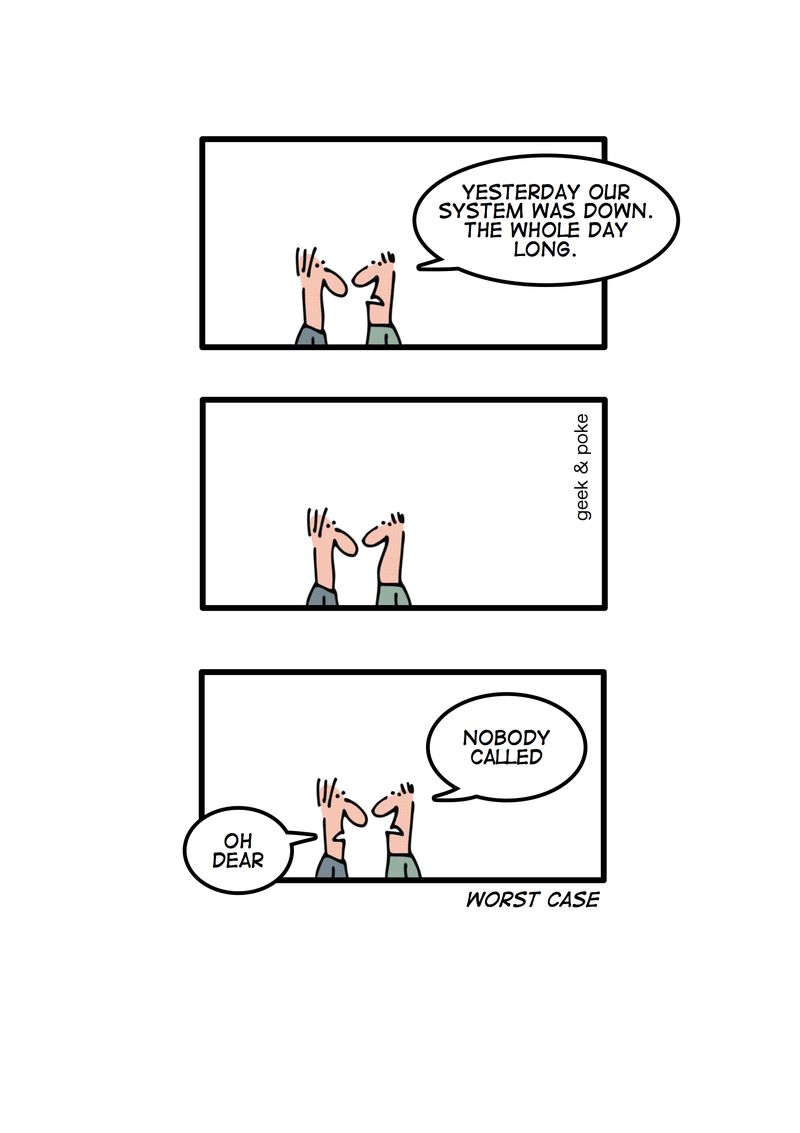 YESTERDAY OUR
SYSTEM WAS DOWN.
THE WHOLE DAY
LONG.
geek & poke
NOBODY
CALLED
OH
DEAR
WORST CASE